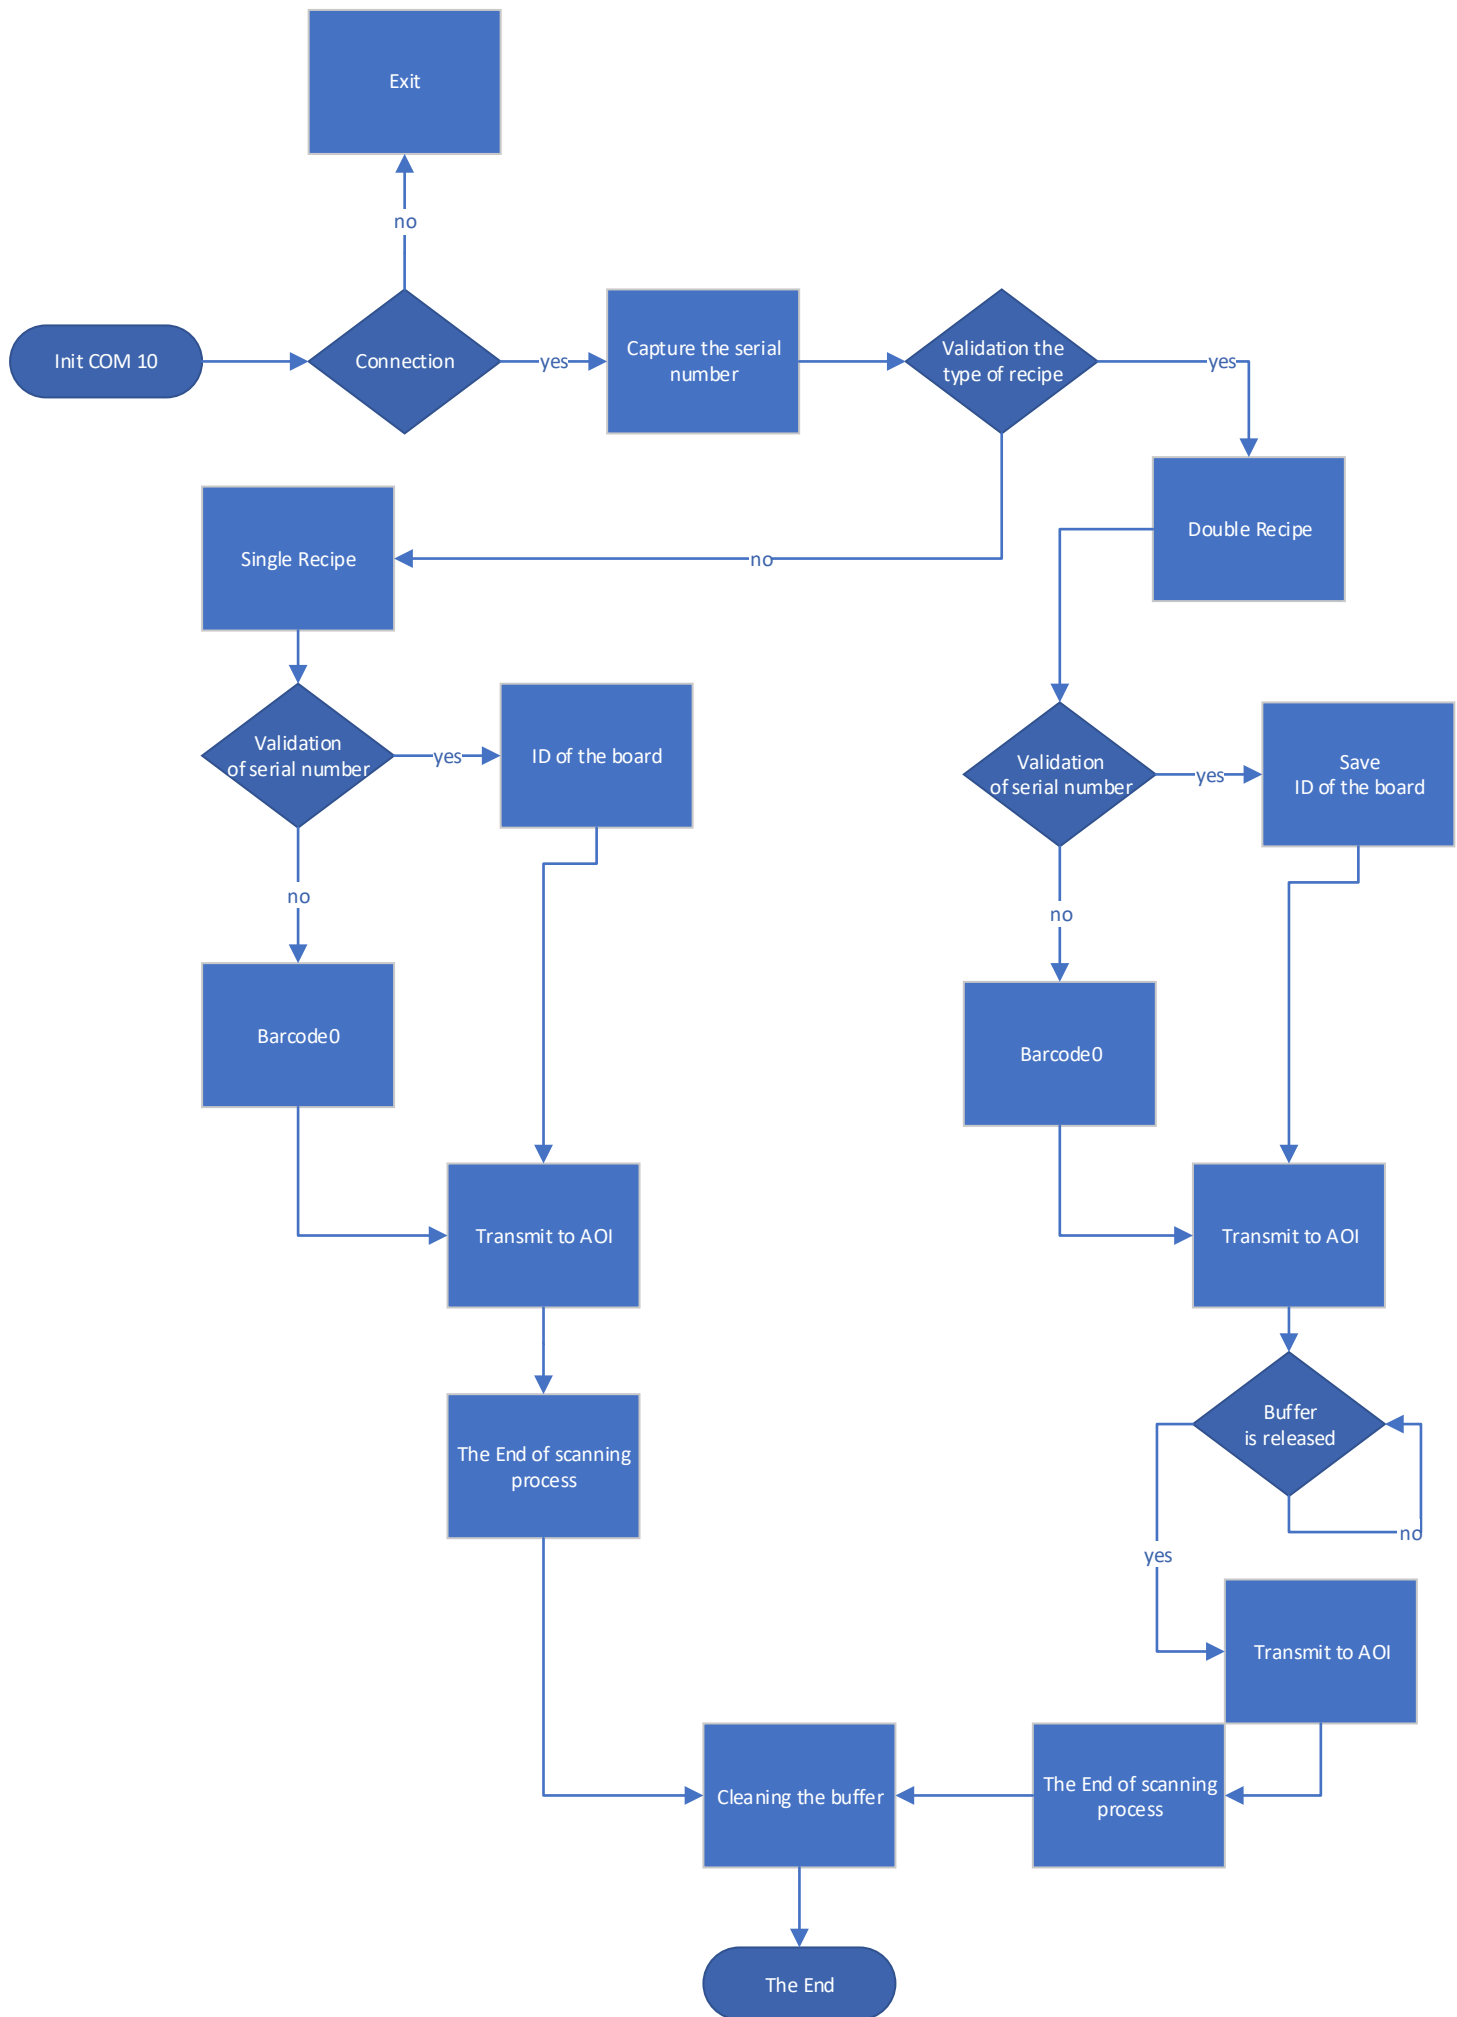 Exit
no
Init COM 10
Connection
yes
Capture the serial
number
Validation the
type of recipe
yes
Single Recipe
no
Double Recipe
Validation
of serial number
yes
ID of the board
Validation
of serial number
yes
Save
ID of the board
no
no
Barcode0
Barcode0
Transmit to AOI
Transmit to AOI
Buffer
is released
The End of scanning
process
no
yes
Transmit to AOI
Cleaning the buffer
The End of scanning
process
The End